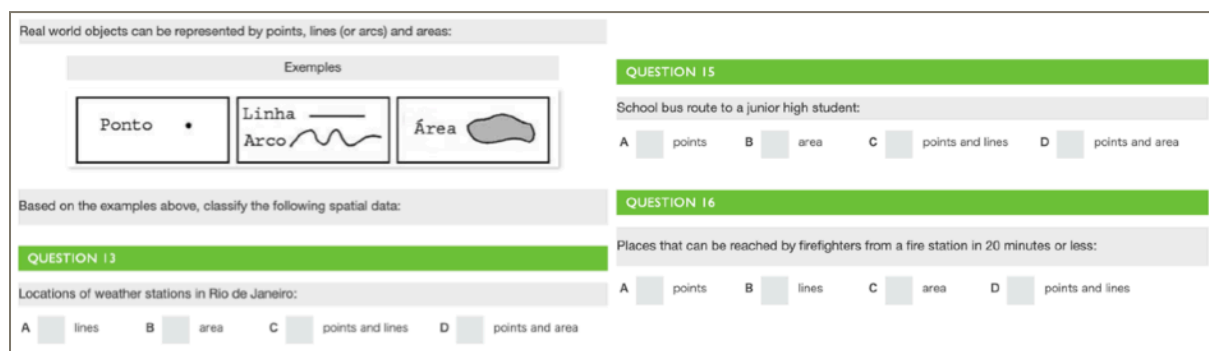 Real world objects can be represented by points, lines (or arcs) and areas:
Exemples
Ponto
Linha
Arco
Área
Based on the examples above, classify the following spatial data:
QUESTION 13
Locations of weather stations in Rio de Janeiro:
A lines B area C points and lines D points and area
QUESTION 15
School bus route to a junior high student:
A points B area C points and lines D points and area
QUESTION 16
Places that can be reached by firefighters from a fire station in 20 minutes or less:
A points B lines C area D points and lines